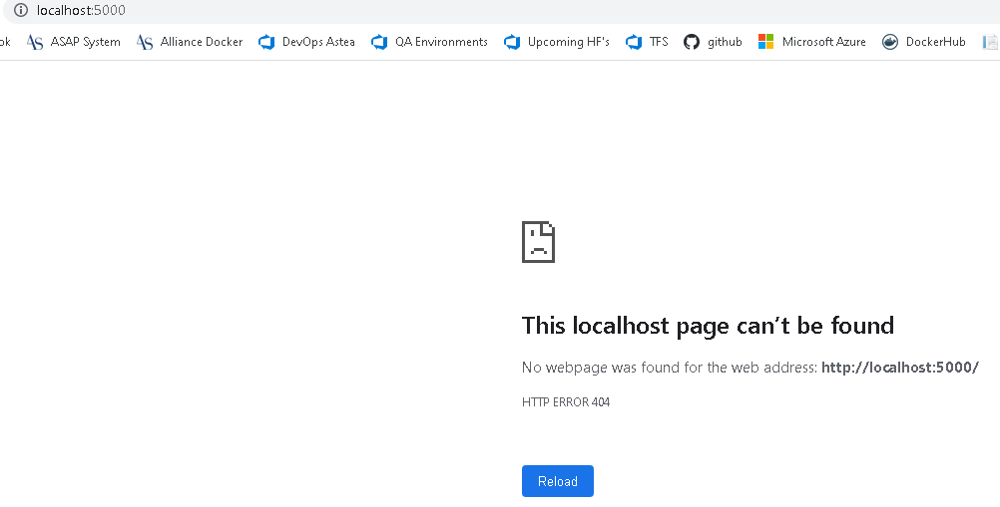 localhost:5000
ok ASAP System Alliance Docker DevOps Astea QA Environments Upcoming HF's TFS github Microsoft Azure DockerHub
This localhost page can't be found
No webpage was found for the web address: http://localhost:5000/
HTTP ERROR 404
Reload